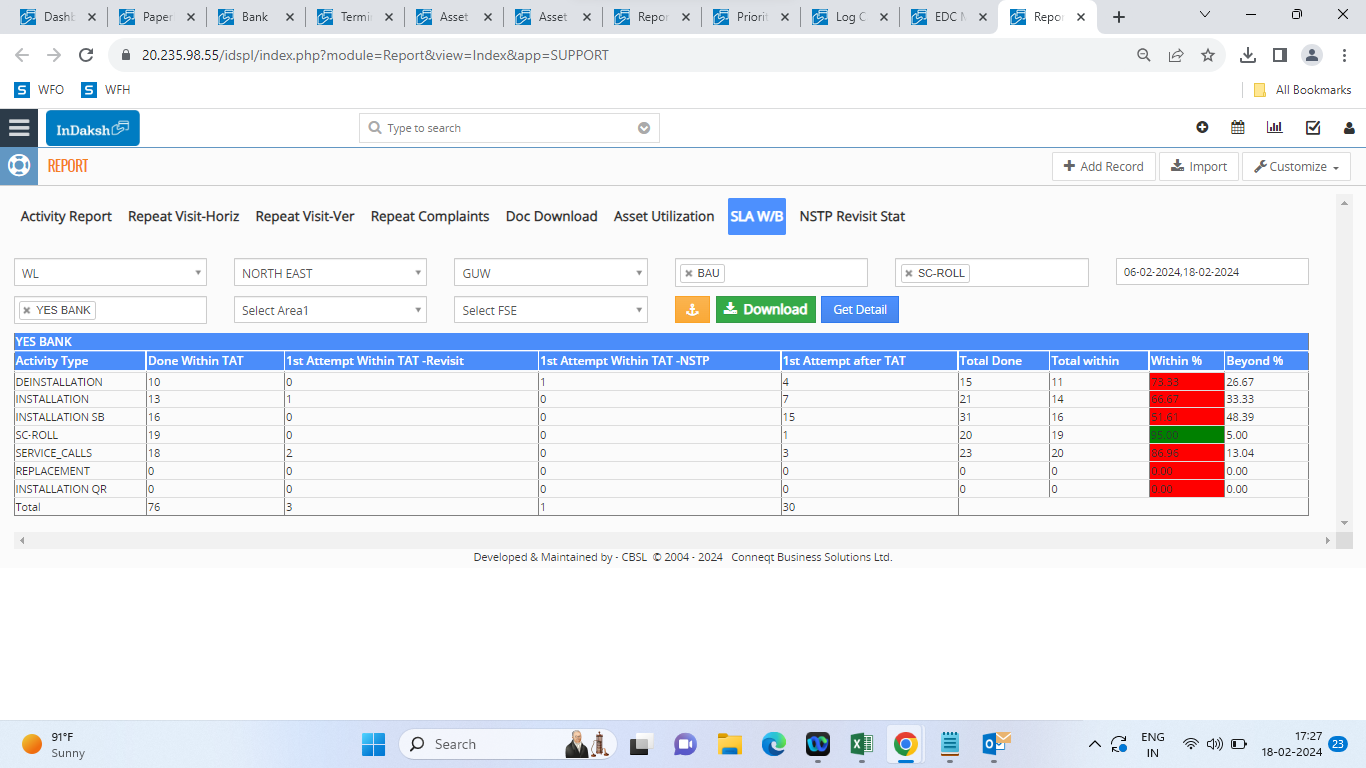 Dashb Paper Bank Termi Asset Asset Repor Priorit Log C EDC M Repor
20.235.98.55/idspl/index.php?module=Report&view=Index&app=SUPPORT
S WFO S WFH All Bookmarks
InDaksh Type to search
REPORT Add Record Import Customize
Activity Report Repeat Visit-Horiz Repeat Visit-Ver Repeat Complaints Doc Download Asset Utilization SLA W/B NSTP Revisit Stat
WL NORTH EAST GUW × BAU × SC-ROLL 06-02-2024,18-02-2024
× YES BANK Select Area1 Select FSE Download Get Detail
YES BANK
Activity Type Done Within TAT 1st Attempt Within TAT -Revisit 1st Attempt Within TAT -NSTP 1st Attempt after TAT Total Done Total within Within % Beyond %
DEINSTALLATION 10 0 1 4 15 11 73.33 26.67
INSTALLATION 13 1 0 7 21 14 66.67 33.33
INSTALLATION SB 16 0 0 15 31 16 51.61 48.39
SC-ROLL 19 0 0 1 20 19 95.00 5.00
SERVICE_CALLS 18 2 0 3 23 20 86.96 13.04
REPLACEMENT 0 0 0 0 0 0 0.00 0.00
INSTALLATION QR 0 0 0 0 0 0 0.00 0.00
Total 76 3 1 30
Developed & Maintained by - CBSL © 2004 - 2024 Conneqt Business Solutions Ltd.
91°F
Sunny
Search
ENG
IN
17:27
18-02-2024
23